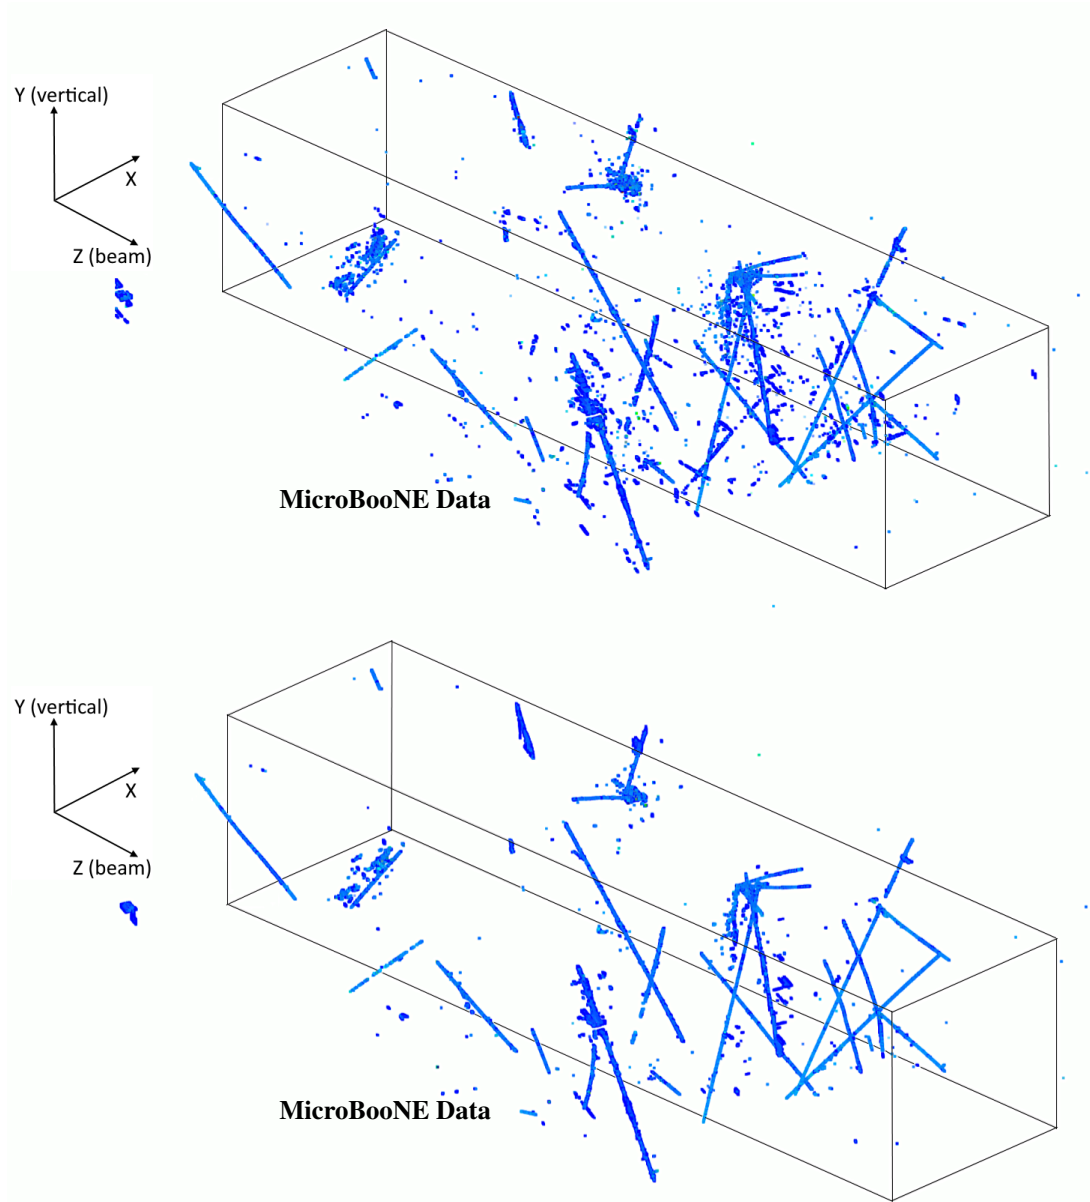 Y (vertical)
X
Z (beam)
MicroBooNE Data
Y (vertical)
X
Z (beam)
MicroBooNE Data